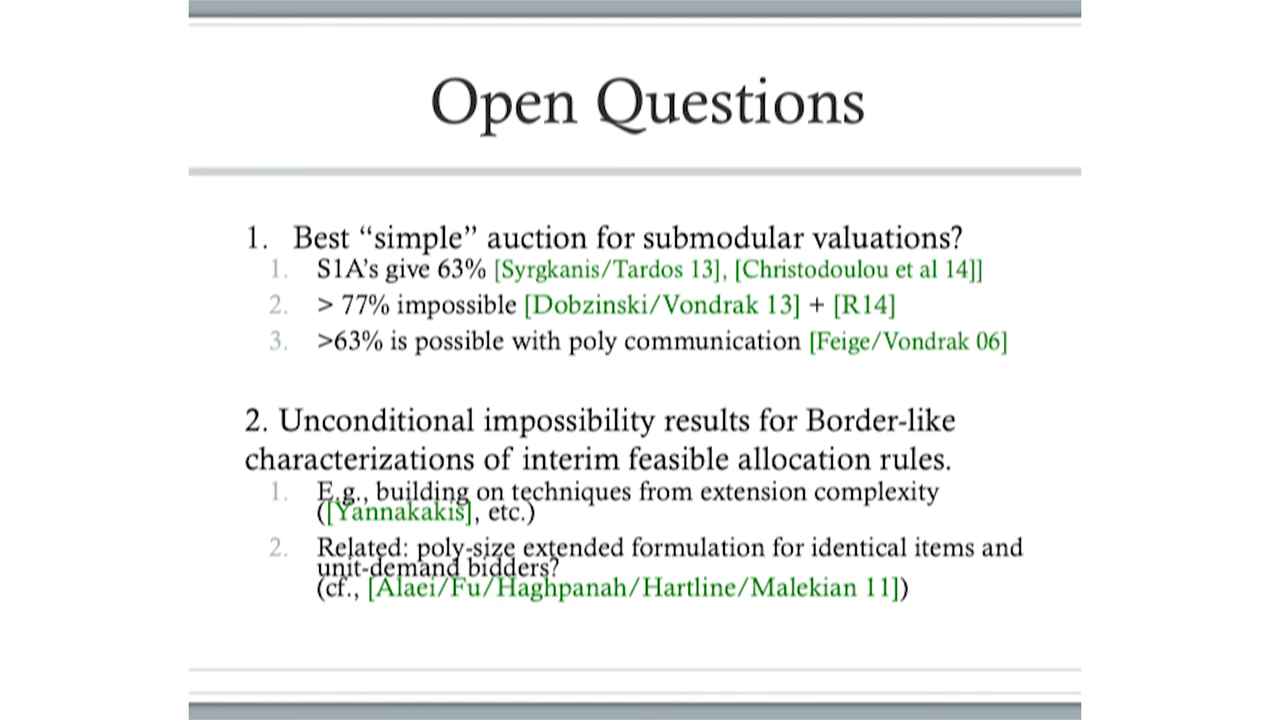 Open Questions
1. Best “simple” auction for submodular valuations?
1. S1A’s give 63% [Syrgkanis/Tardos 13], [Christodoulou et al 14]]
2. > 77% impossible [Dobzinski/Vondrak 13] + [R14]
3. >63% is possible with poly communication [Feige/Vondrak 06]
2. Unconditional impossibility results for Border-like
characterizations of interim feasible allocation rules.
1. E.g., building on techniques from extension complexity
([Yannakakis], etc.)
2. Related: poly-size extended formulation for identical items and
unit-demand bidders?
(cf., [Alaei/Fu/Haghpanah/Hartline/Malekian 11])